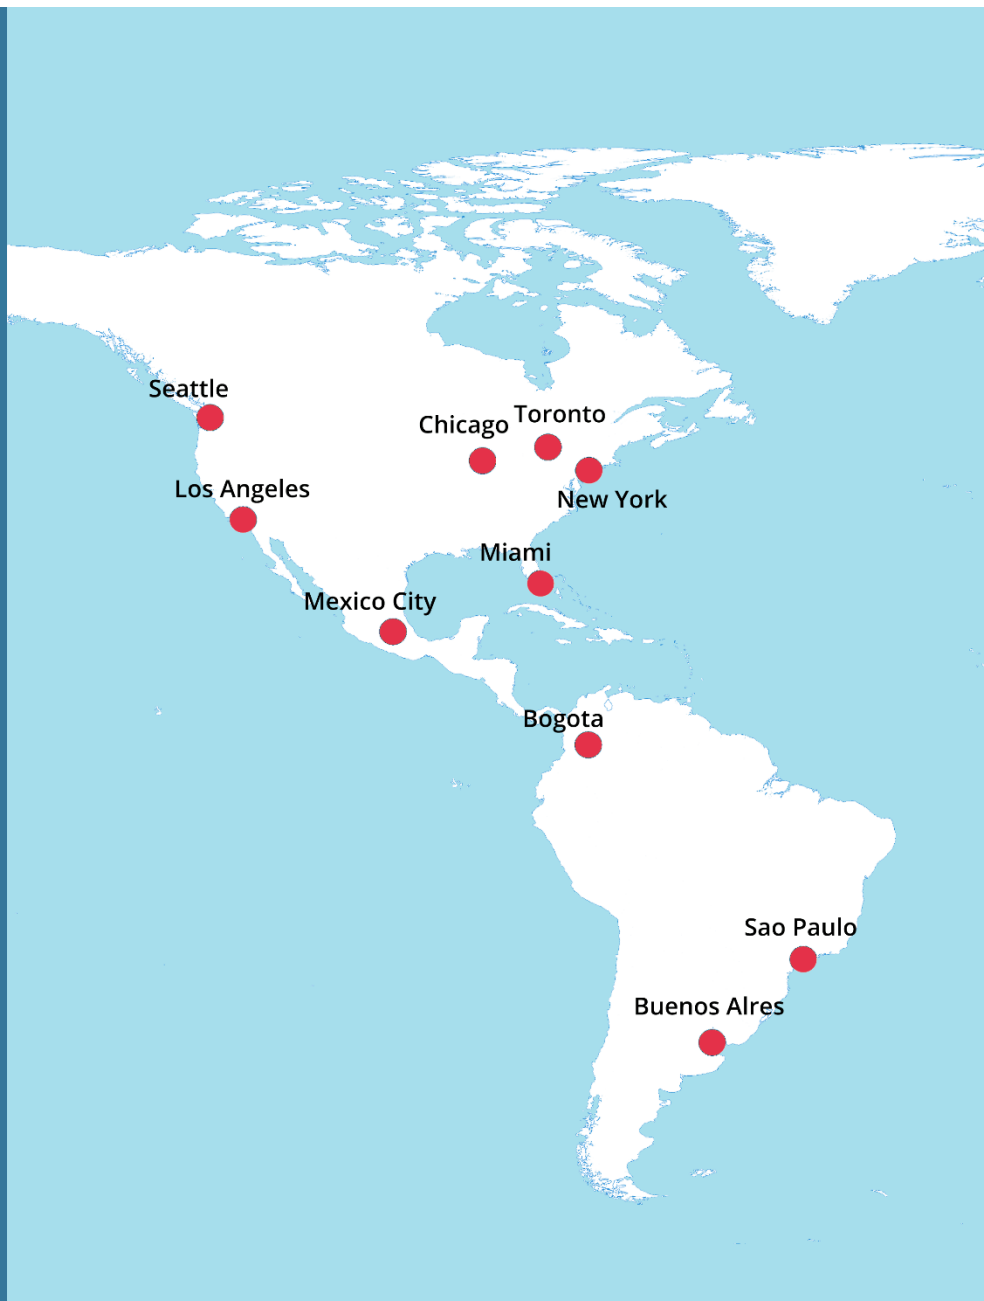 Seattle
Toronto
Chicago
Los Angeles
New York
Miami
Mexico City
Bogota
Sao Paulo
Buenos Alres